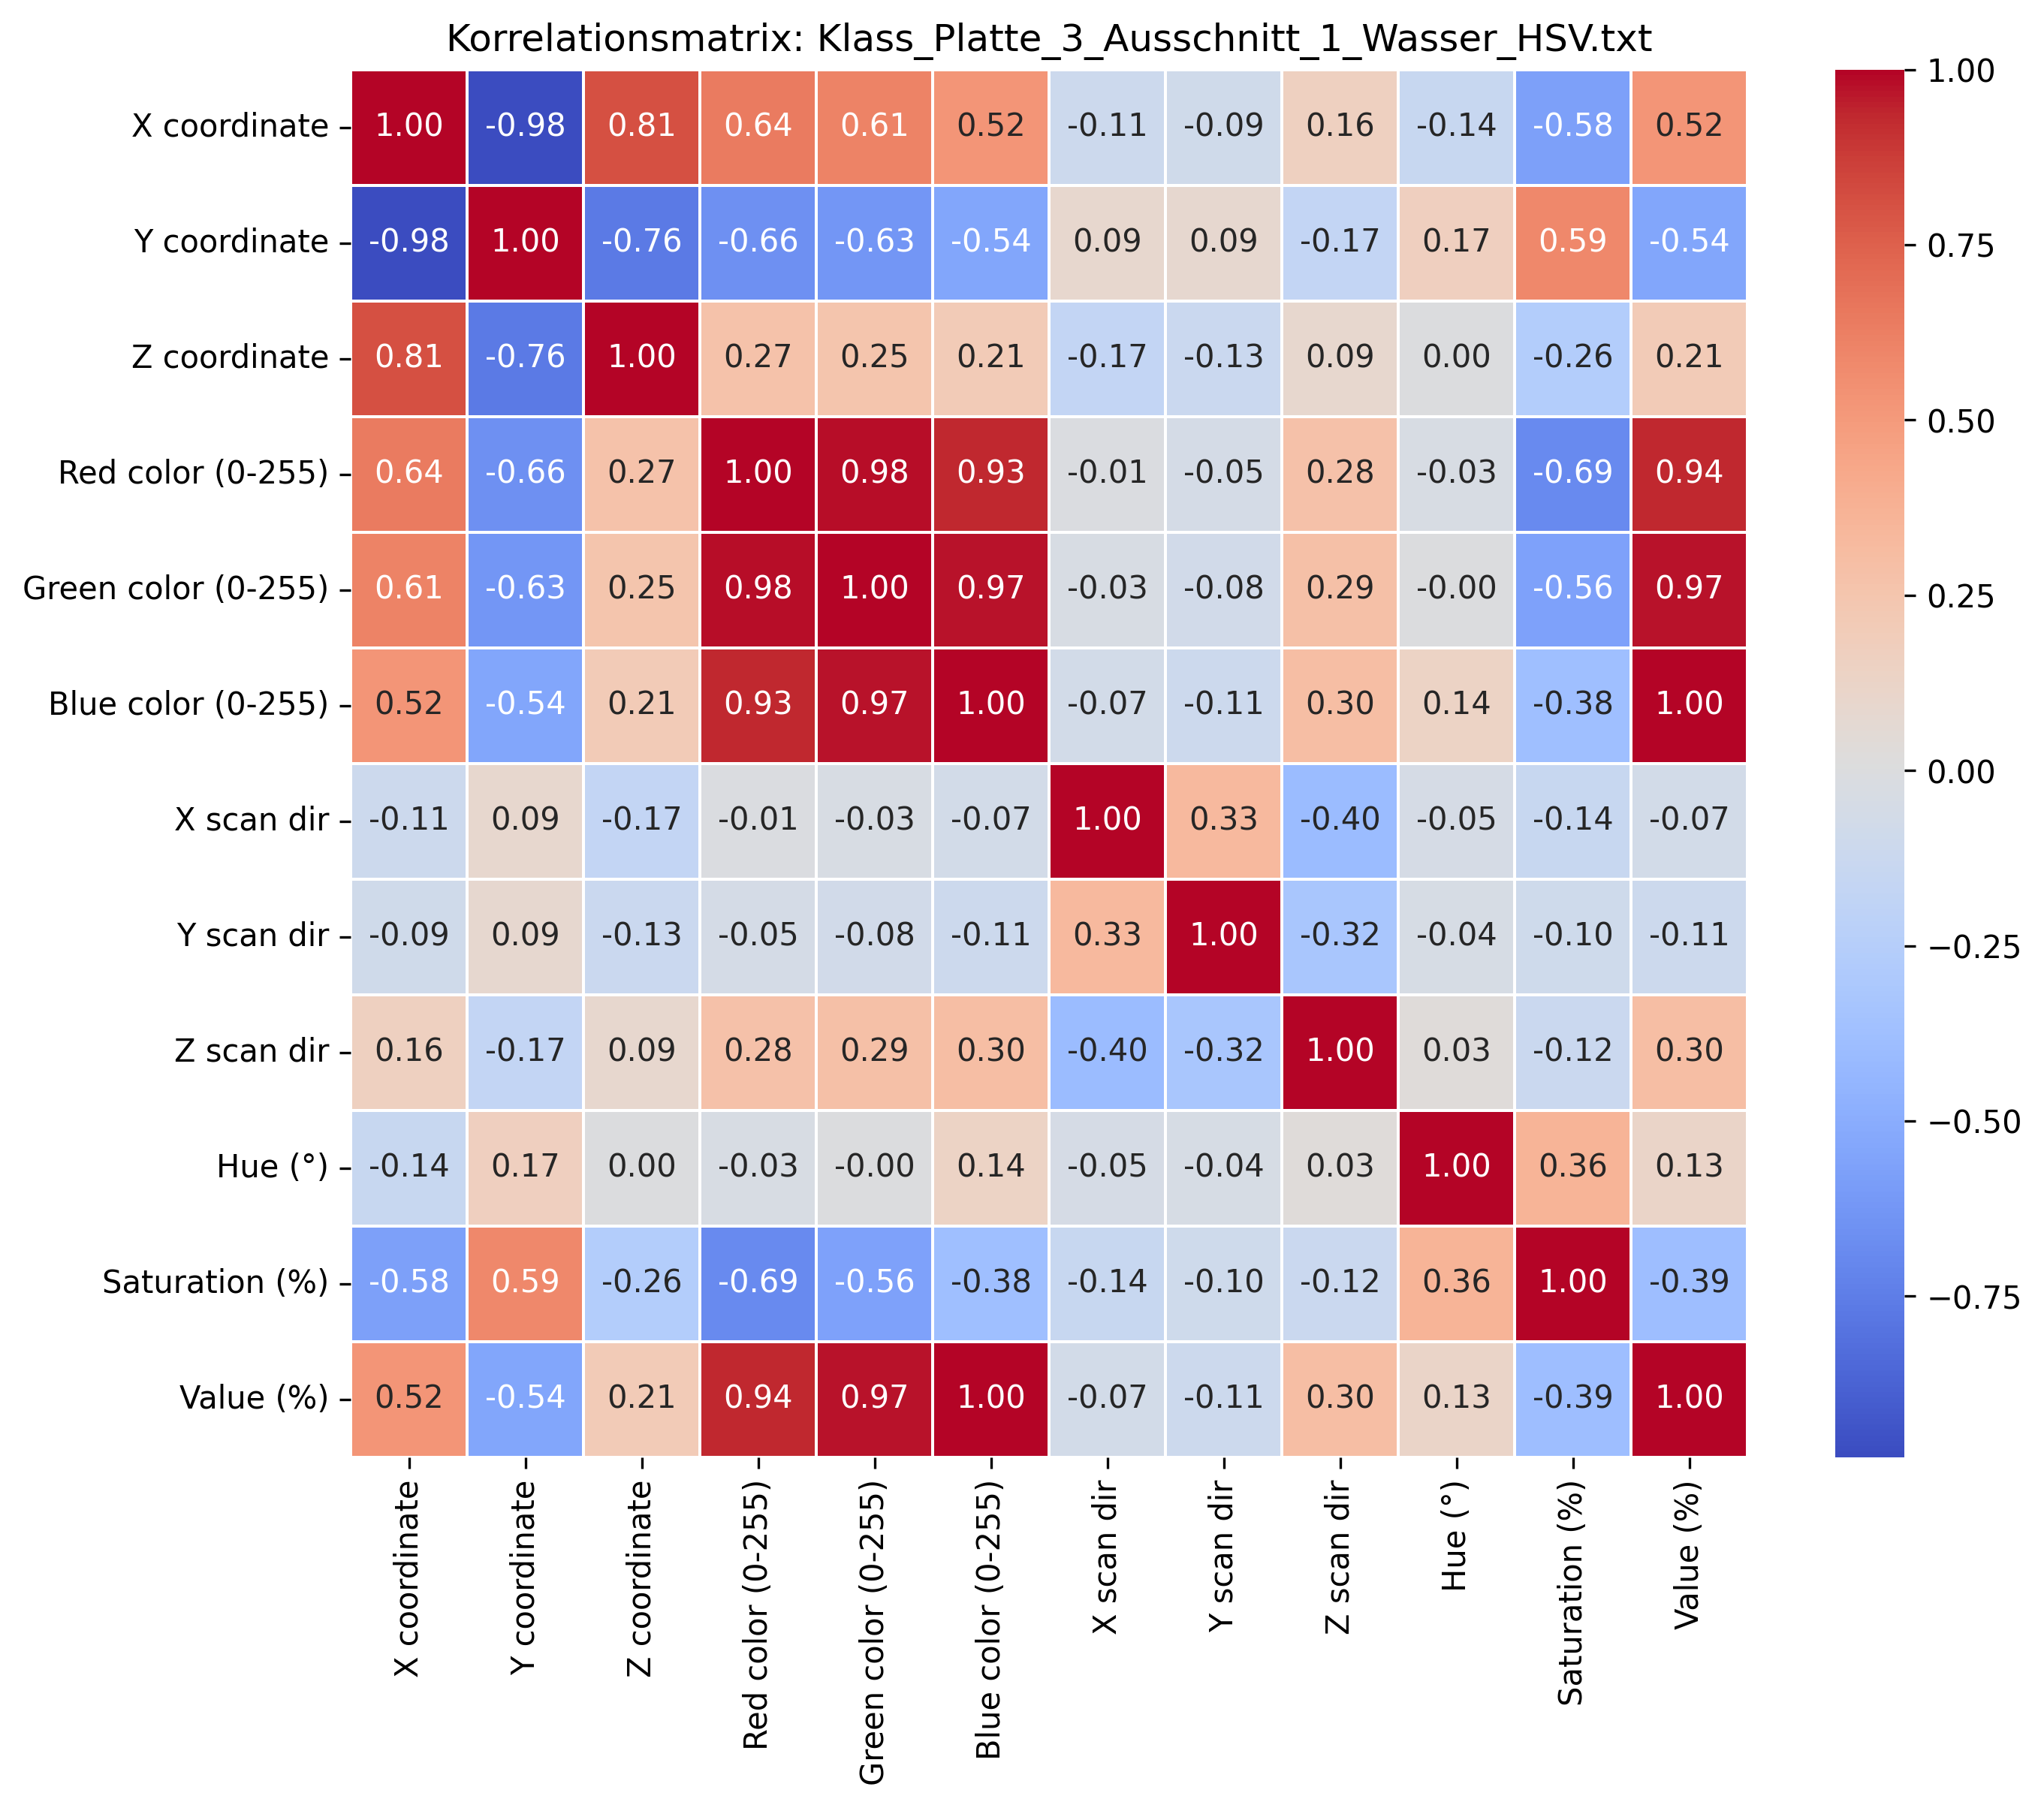 Korrelationsmatrix: Klass_Platte_3_Ausschnitt_1_Wasser_HSV.txt
X coordinate 1.00 -0.98 0.81 0.64 0.61 0.52 -0.11 -0.09 0.16 -0.14 -0.58 0.52
Y coordinate -0.98 1.00 -0.76 -0.66 -0.63 -0.54 0.09 0.09 -0.17 0.17 0.59 -0.54
Z coordinate 0.81 -0.76 1.00 0.27 0.25 0.21 -0.17 -0.13 0.09 0.00 -0.26 0.21
Red color (0-255) 0.64 -0.66 0.27 1.00 0.98 0.93 -0.01 -0.05 0.28 -0.03 -0.69 0.94
Green color (0-255) 0.61 -0.63 0.25 0.98 1.00 0.97 -0.03 -0.08 0.29 -0.00 -0.56 0.97
Blue color (0-255) 0.52 -0.54 0.21 0.93 0.97 1.00 -0.07 -0.11 0.30 0.14 -0.38 1.00
X scan dir -0.11 0.09 -0.17 -0.01 -0.03 -0.07 1.00 0.33 -0.40 -0.05 -0.14 -0.07
Y scan dir -0.09 0.09 -0.13 -0.05 -0.08 -0.11 0.33 1.00 -0.32 -0.04 -0.10 -0.11
Z scan dir 0.16 -0.17 0.09 0.28 0.29 0.30 -0.40 -0.32 1.00 0.03 -0.12 0.30
Hue (°) -0.14 0.17 0.00 -0.03 -0.00 0.14 -0.05 -0.04 0.03 1.00 0.36 0.13
Saturation (%) -0.58 0.59 -0.26 -0.69 -0.56 -0.38 -0.14 -0.10 -0.12 0.36 1.00 -0.39
Value (%) 0.52 -0.54 0.21 0.94 0.97 1.00 -0.07 -0.11 0.30 0.13 -0.39 1.00
X coordinate
Y coordinate
Z coordinate
Red color (0-255)
Green color (0-255)
Blue color (0-255)
X scan dir
Y scan dir
Z scan dir
Hue (°)
Saturation (%)
Value (%)
1.00
0.75
0.50
0.25
0.00
−0.25
−0.50
−0.75